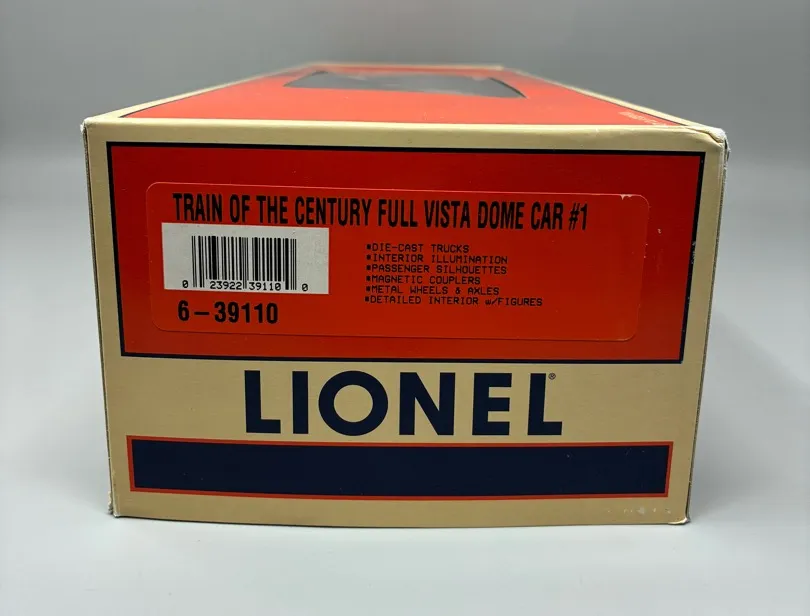 TRAIN OF THE CENTURY FULL VISTA DOME CAR #1
*DIE-CAST TRUCKS
*INTERIOR ILLUMINATION
*PASSENGER SILHOUETTES
*MAGNETIC COUPLERS
*METAL WHEELS & AXLES
*DETAILED INTERIOR w/FIGURES
0 23922 39110 0
6-39110
LIONEL®